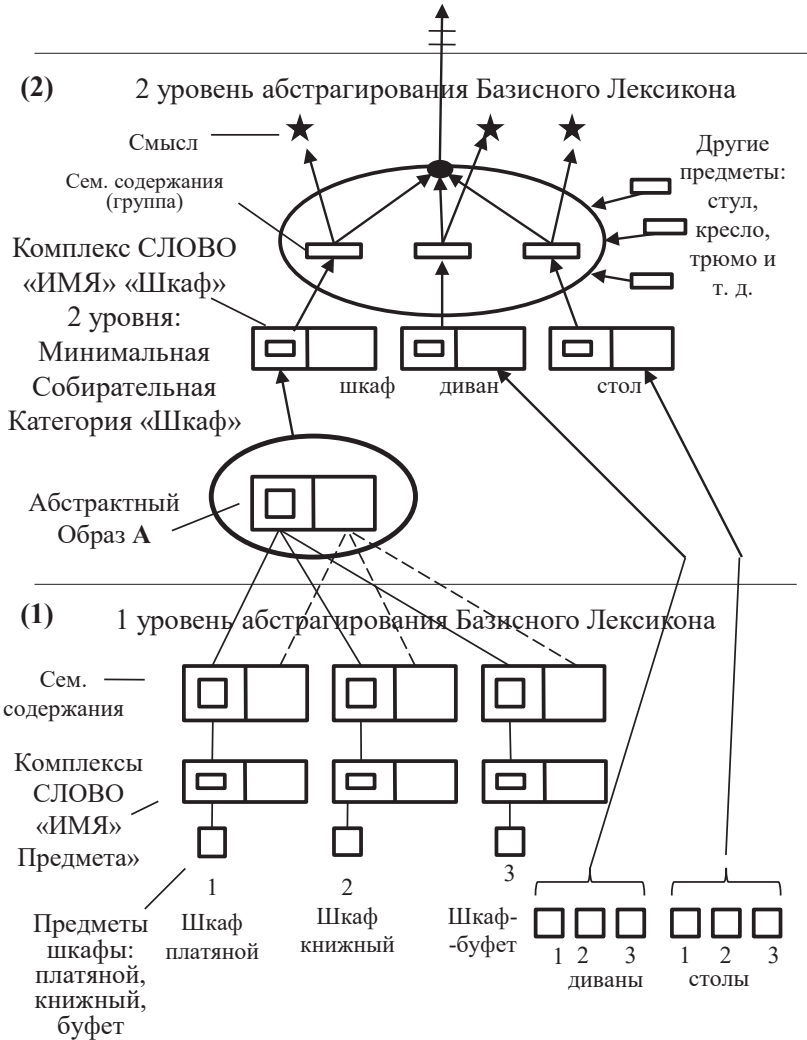 (2) 2 уровень абстрагирования Базисного Лексикона
Смысл
Сем. содержания
(группа)
Другие
предметы:
стул,
кресло,
трюмо и
т. д.
Комплекс СЛОВО
«ИМЯ» «Шкаф»
2 уровня:
Минимальная
Собирательная
Категория «Шкаф»
шкаф диван стол
Абстрактный
Образ А
(1) 1 уровень абстрагирования Базисного Лексикона
Сем.
содержания
Комплексы
СЛОВО
«ИМЯ»
Предмета»
1 2 3
Шкаф
платяной
Шкаф
книжный
Шкаф-
-буфет
Предметы
шкафы:
платяной,
книжный,
буфет
1 2 3
диваны
1 2 3
столы